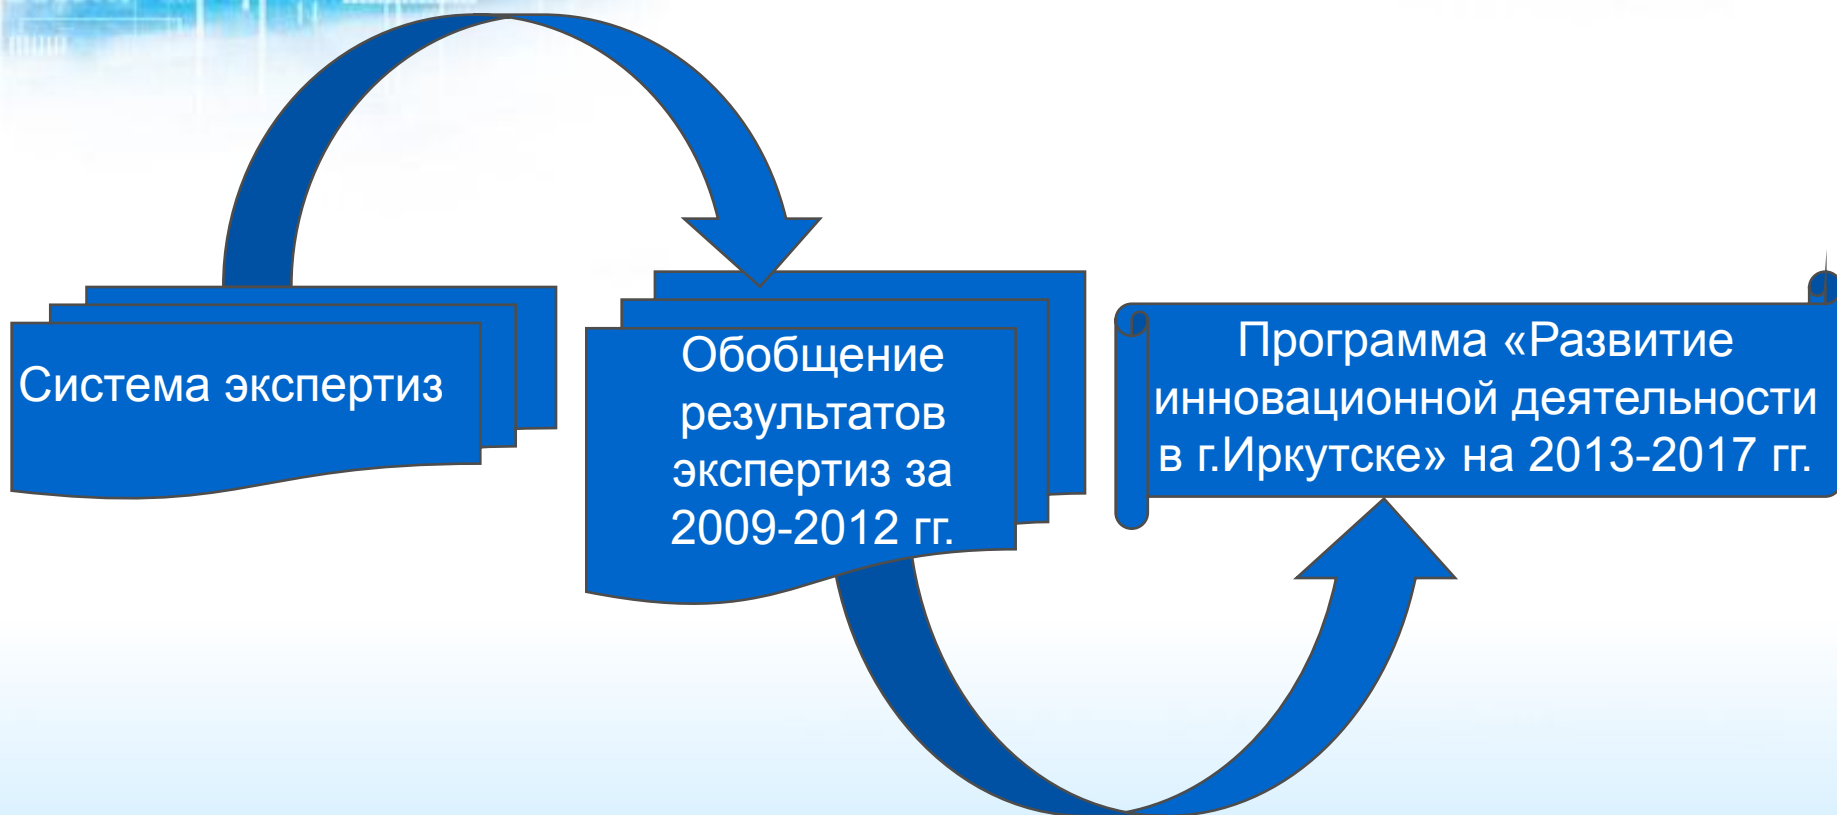 Система экспертиз
Обобщение
результатов
экспертиз за
2009-2012 гг.
Программа «Развитие
инновационной деятельности
в г.Иркутске» на 2013-2017 гг.